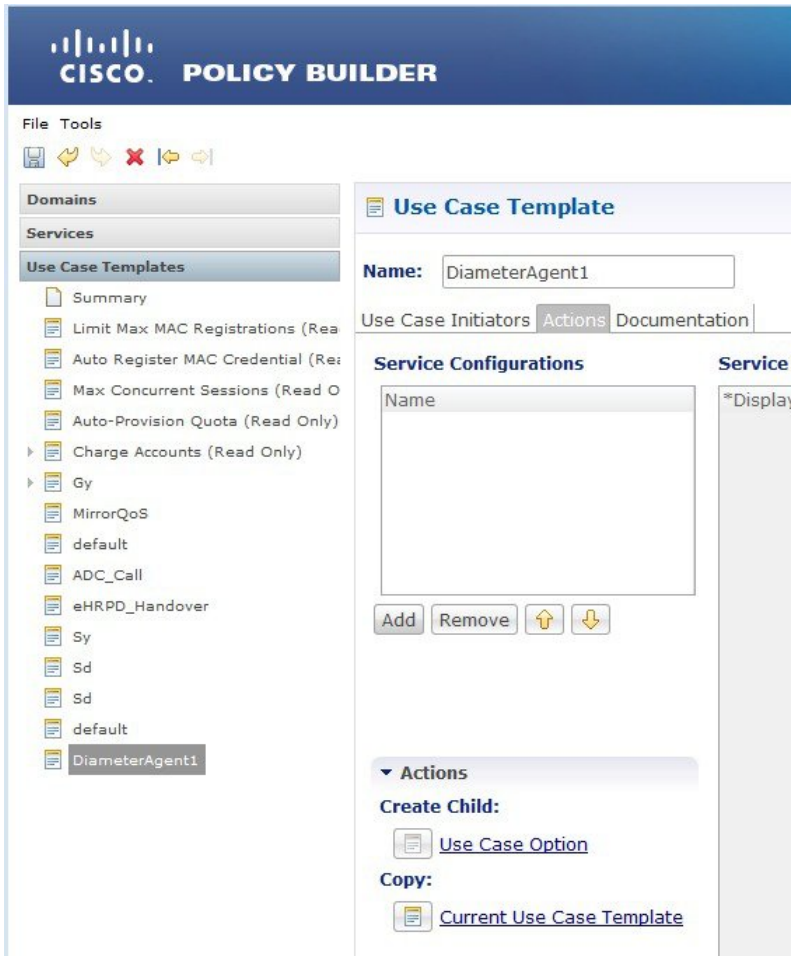 CISCO. POLICY BUILDER
File Tools
Domains
Services
Use Case Templates
Summary
Limit Max MAC Registrations (Rea
Auto Register MAC Credential (Rea
Max Concurrent Sessions (Read O
Auto-Provision Quota (Read Only)
Charge Accounts (Read Only)
Gy
MirrorQoS
default
ADC_Call
eHRPD_Handover
Sy
Sd
Sd
default
DiameterAgent1
Use Case Template
Name: DiameterAgent1
Use Case Initiators Actions Documentation
Service Configurations
Name
Add Remove
Service
*Display
Actions
Create Child:
Use Case Option
Copy:
Current Use Case Template